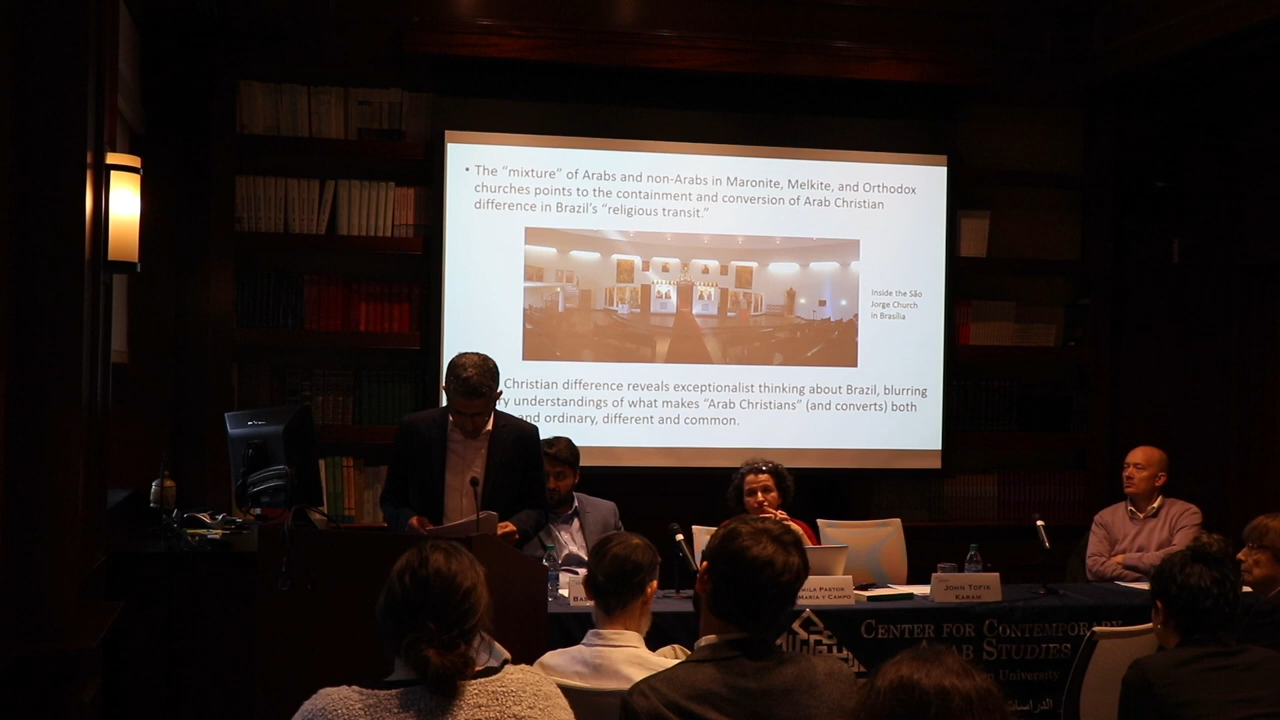 • The “mixture” of Arabs and non-Arabs in Maronite, Melkite, and Orthodox
churches points to the containment and conversion of Arab Christian
difference in Brazil’s “religious transit.”
Inside the São
Jorge Church
in Brasília
Christian difference reveals exceptionalist thinking about Brazil, blurring
understandings of what makes “Arab Christians” (and converts) both
and ordinary, different and common.
Pastor
Maria y Campo
John Tofik
Karam
Center for Contemporary
Arab Studies
University